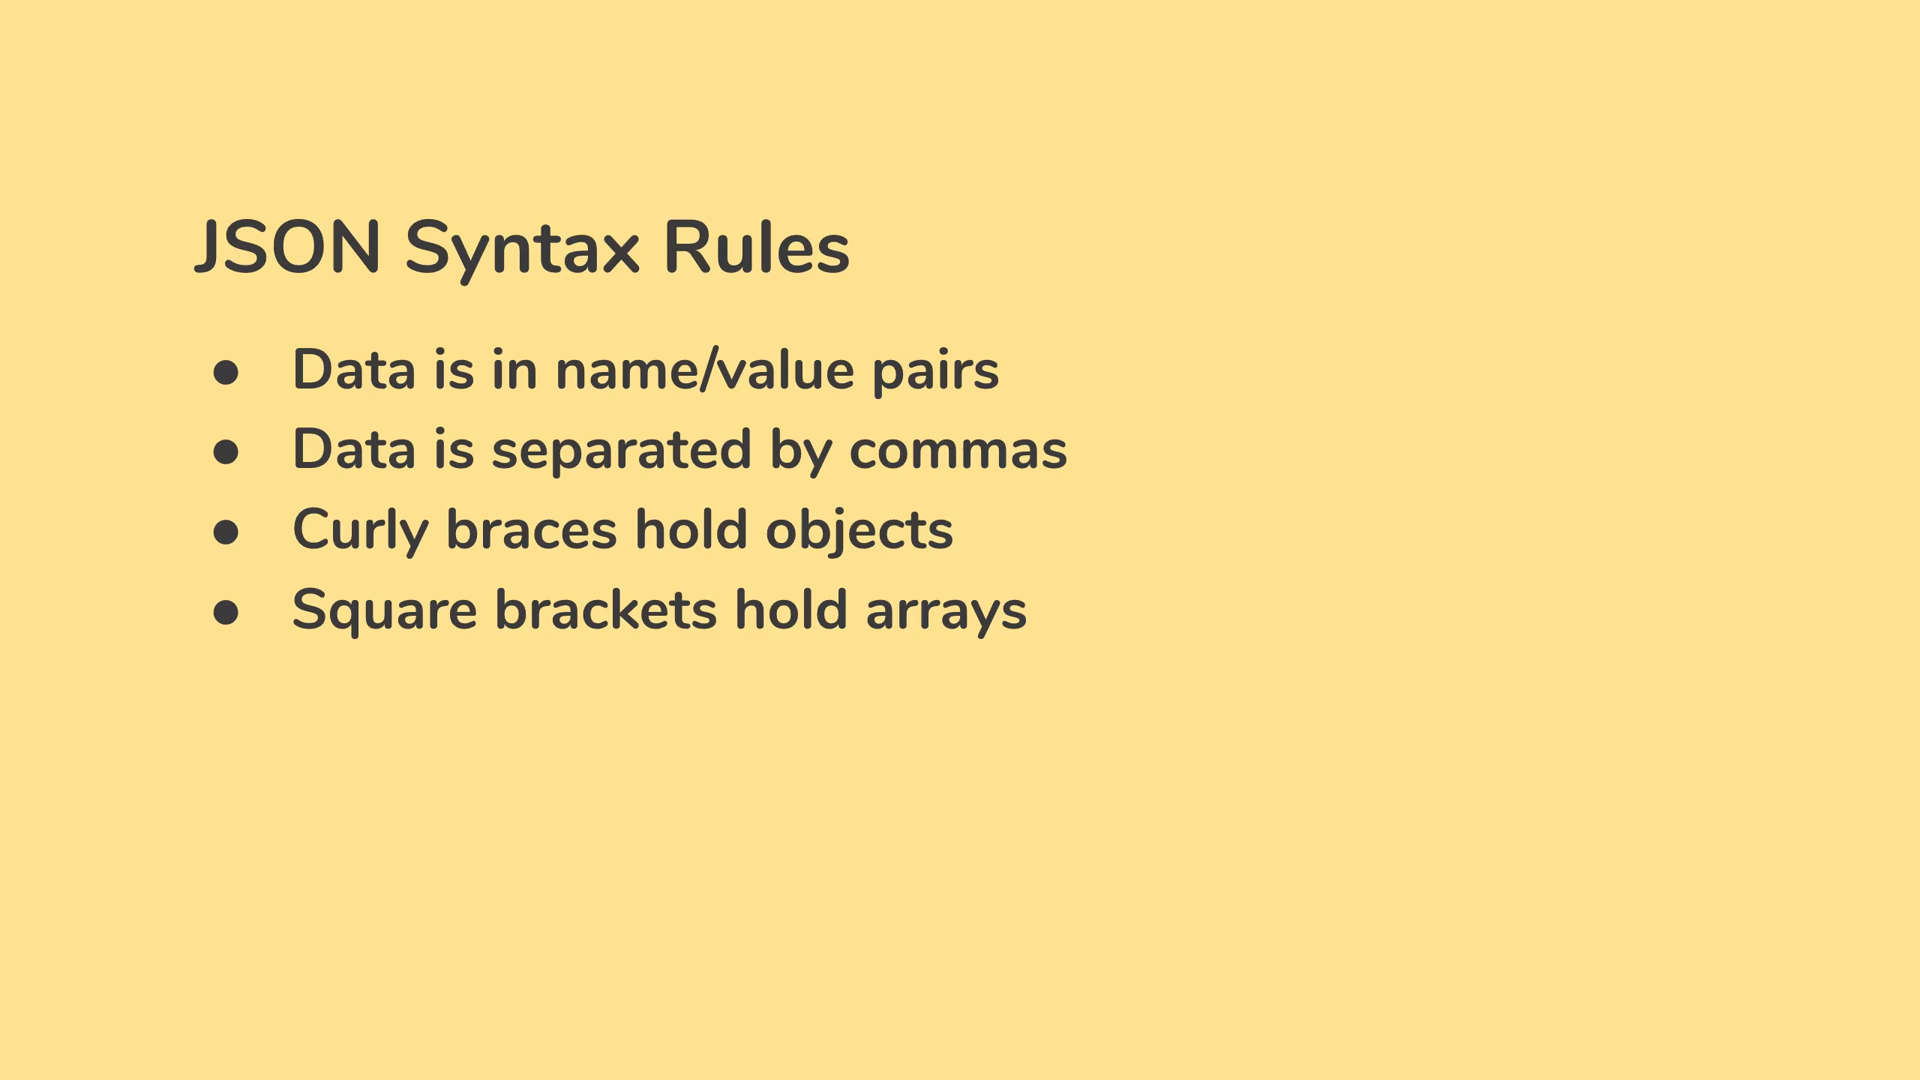 JSON Syntax Rules
● Data is in name/value pairs
● Data is separated by commas
● Curly braces hold objects
● Square brackets hold arrays